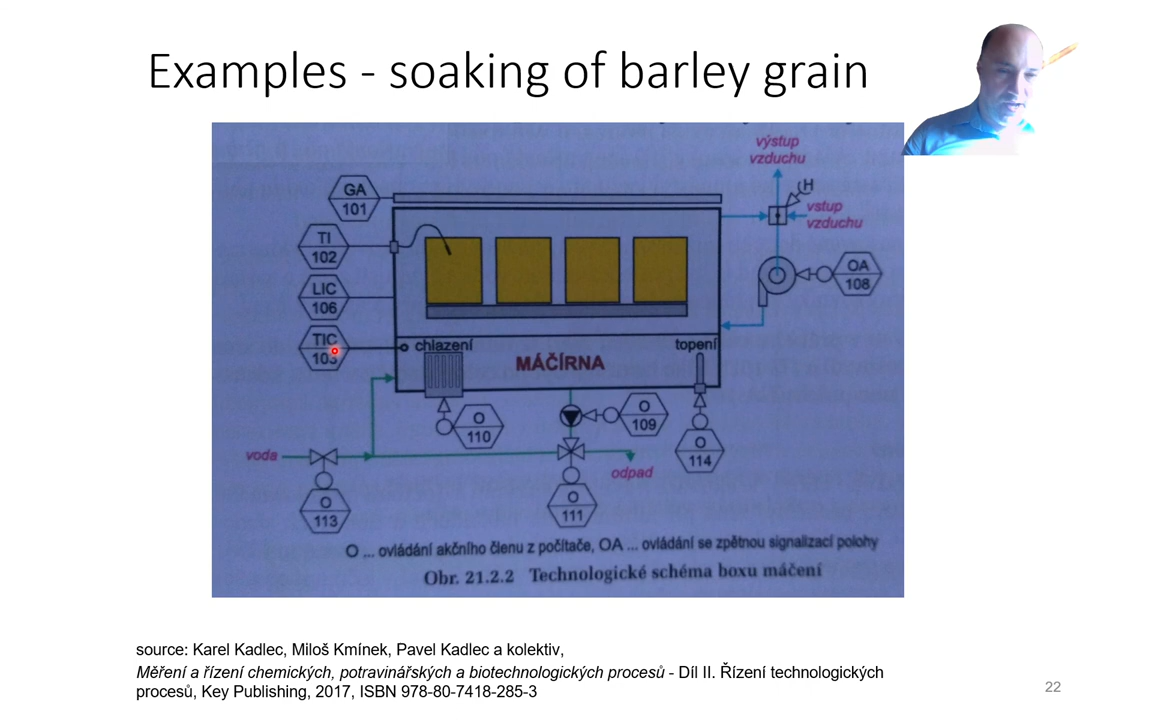 Examples - soaking of barley grain
výstup
vzduchu
H
vstup
vzduchu
GA
101
TI
102
LIC
106
TIC
OA
108
chlazení
MÁČÍRNA
topení
O
110
O
109
O
114
voda
odpad
O
113
O
111
O ... ovládání akčního členu z počítače, OA ... ovládání se zpětnou signalizací polohy
Obr. 21.2.2 Technologické schéma boxu máčení
source: Karel Kadlec, Miloš Kmínek, Pavel Kadlec a kolektiv,
Měření a řízení chemických, potravinářských a biotechnologických procesů - Díl II. Řízení technologických
procesů, Key Publishing, 2017, ISBN 978-80-7418-285-3
22